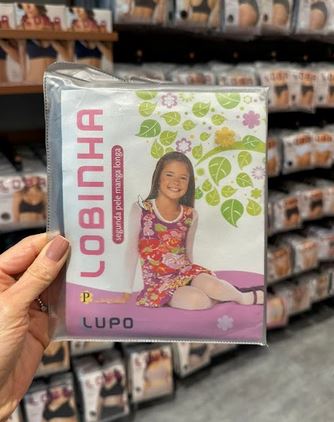 LOBINHA
segunda pele manga longa
P
LUPO